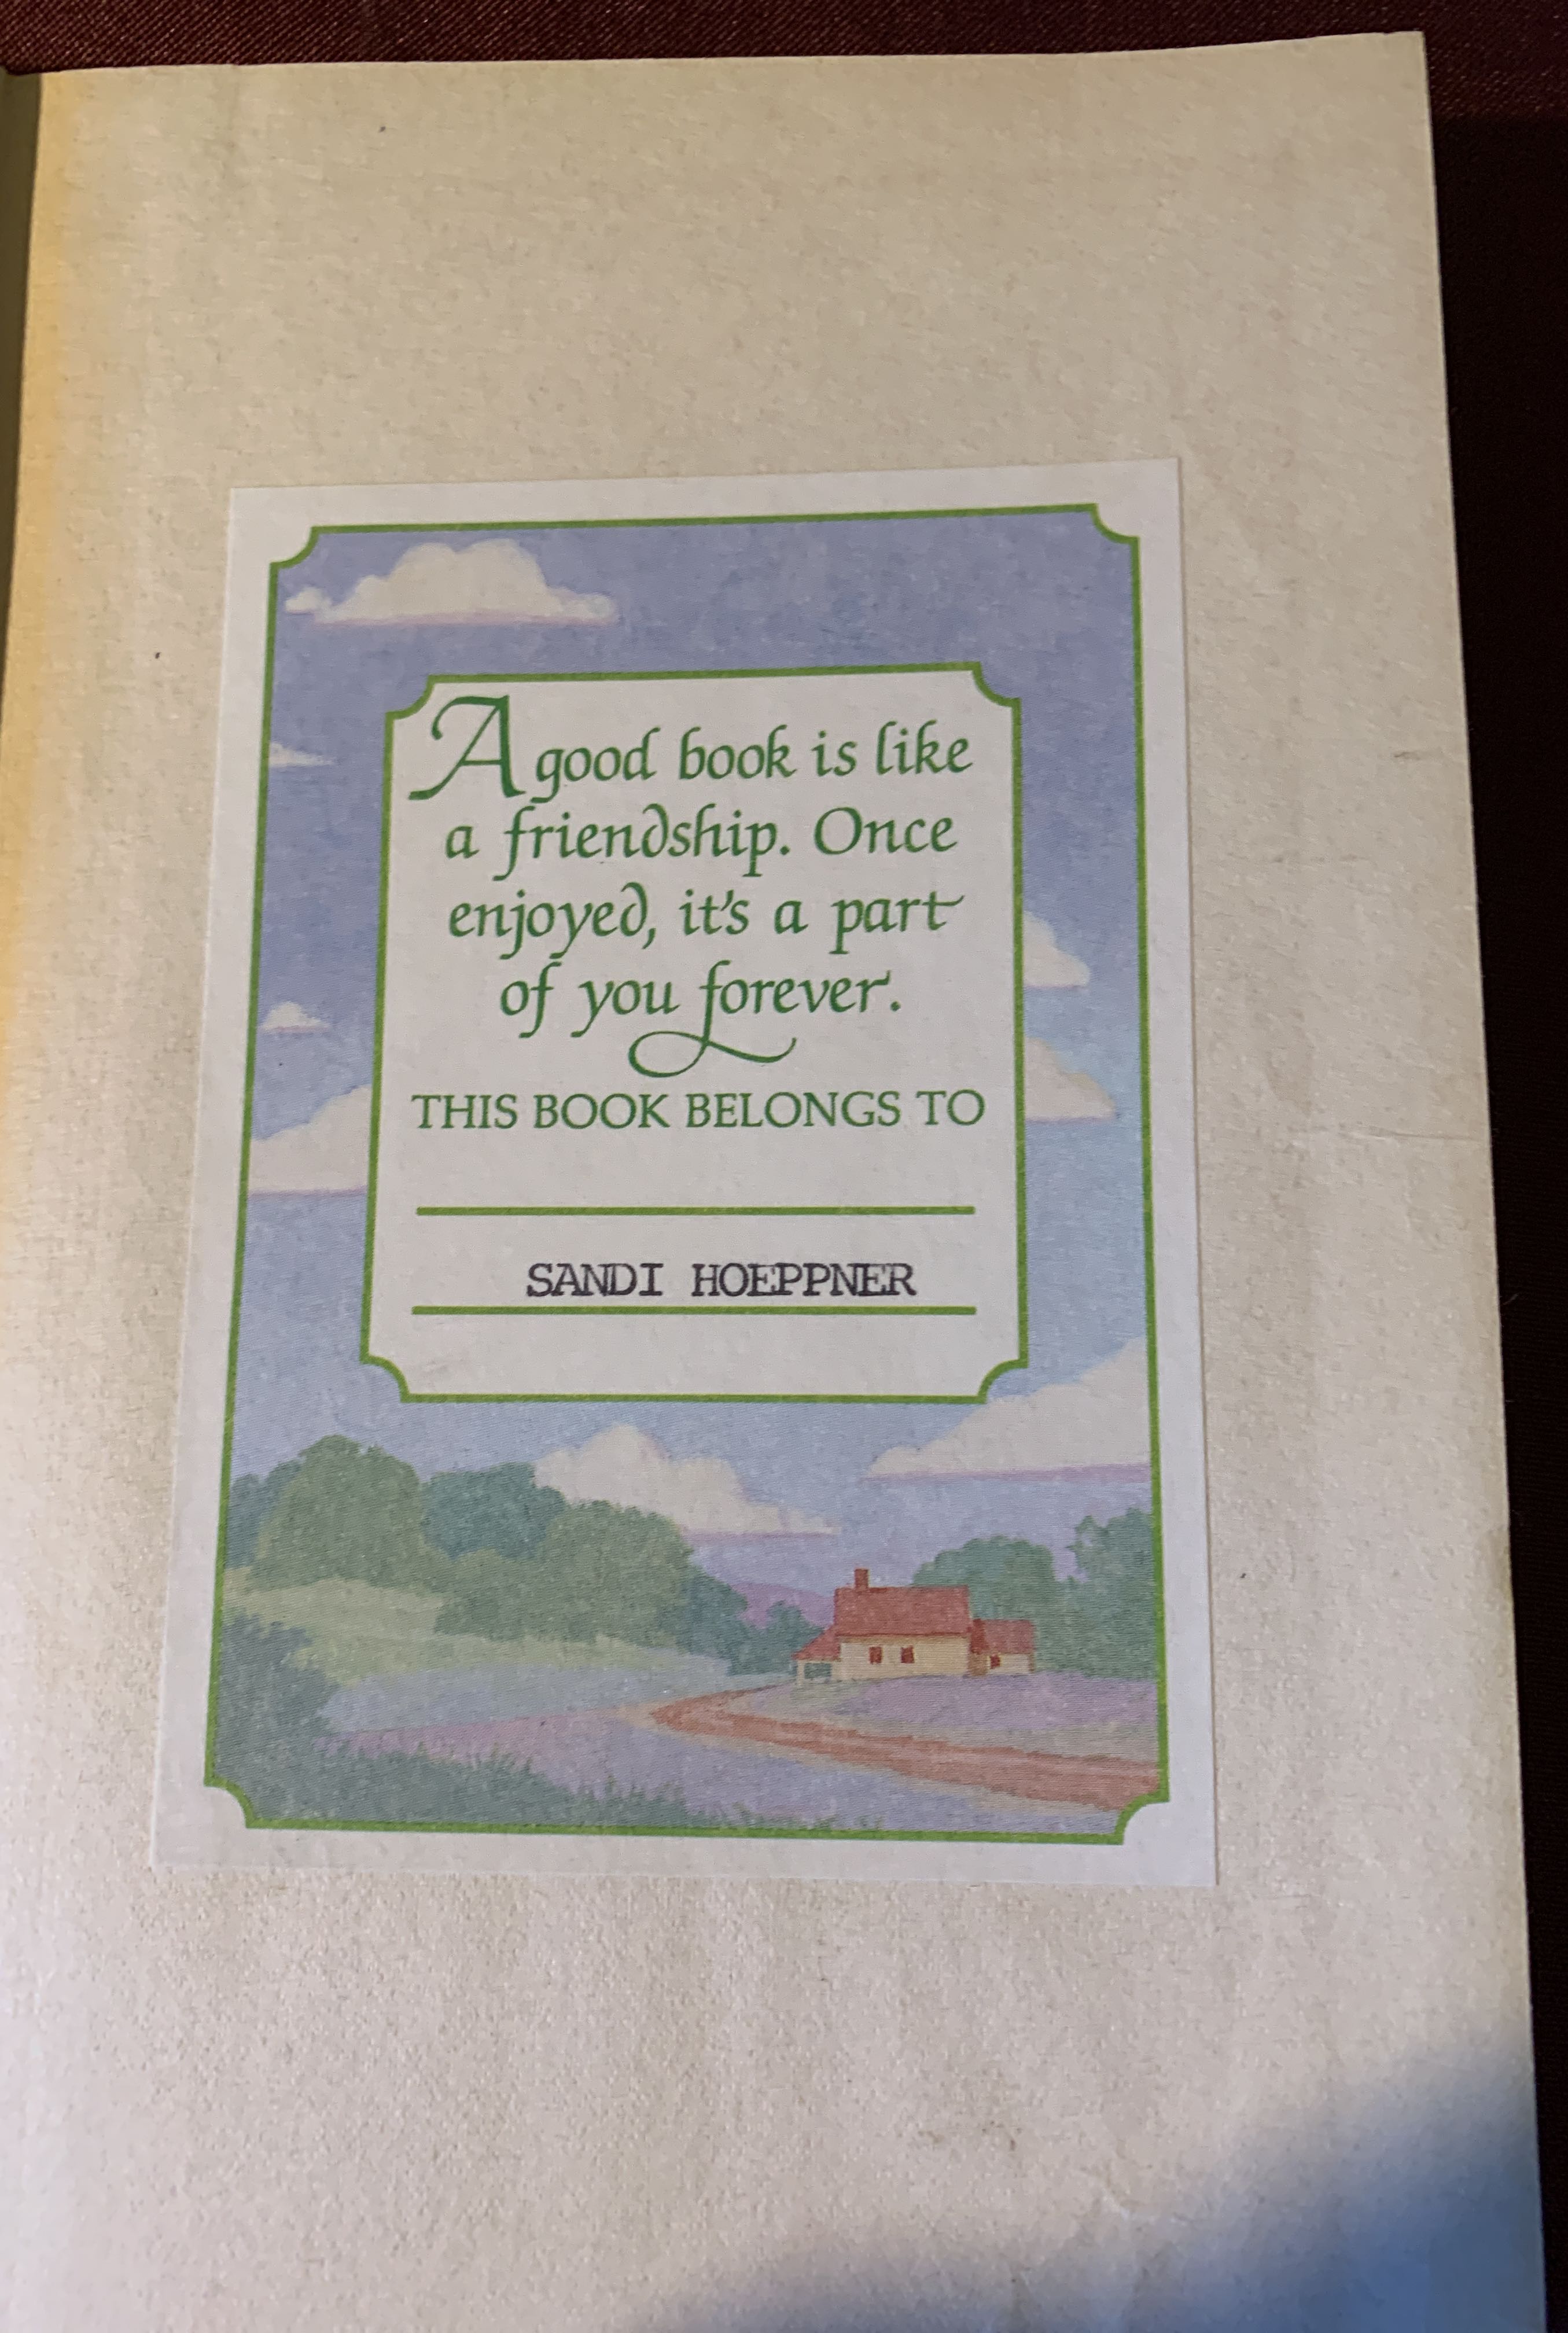 A good book is like
a friendship. Once
enjoyed, it's a part
of you forever.
THIS BOOK BELONGS TO
SANDI HOEPPNER